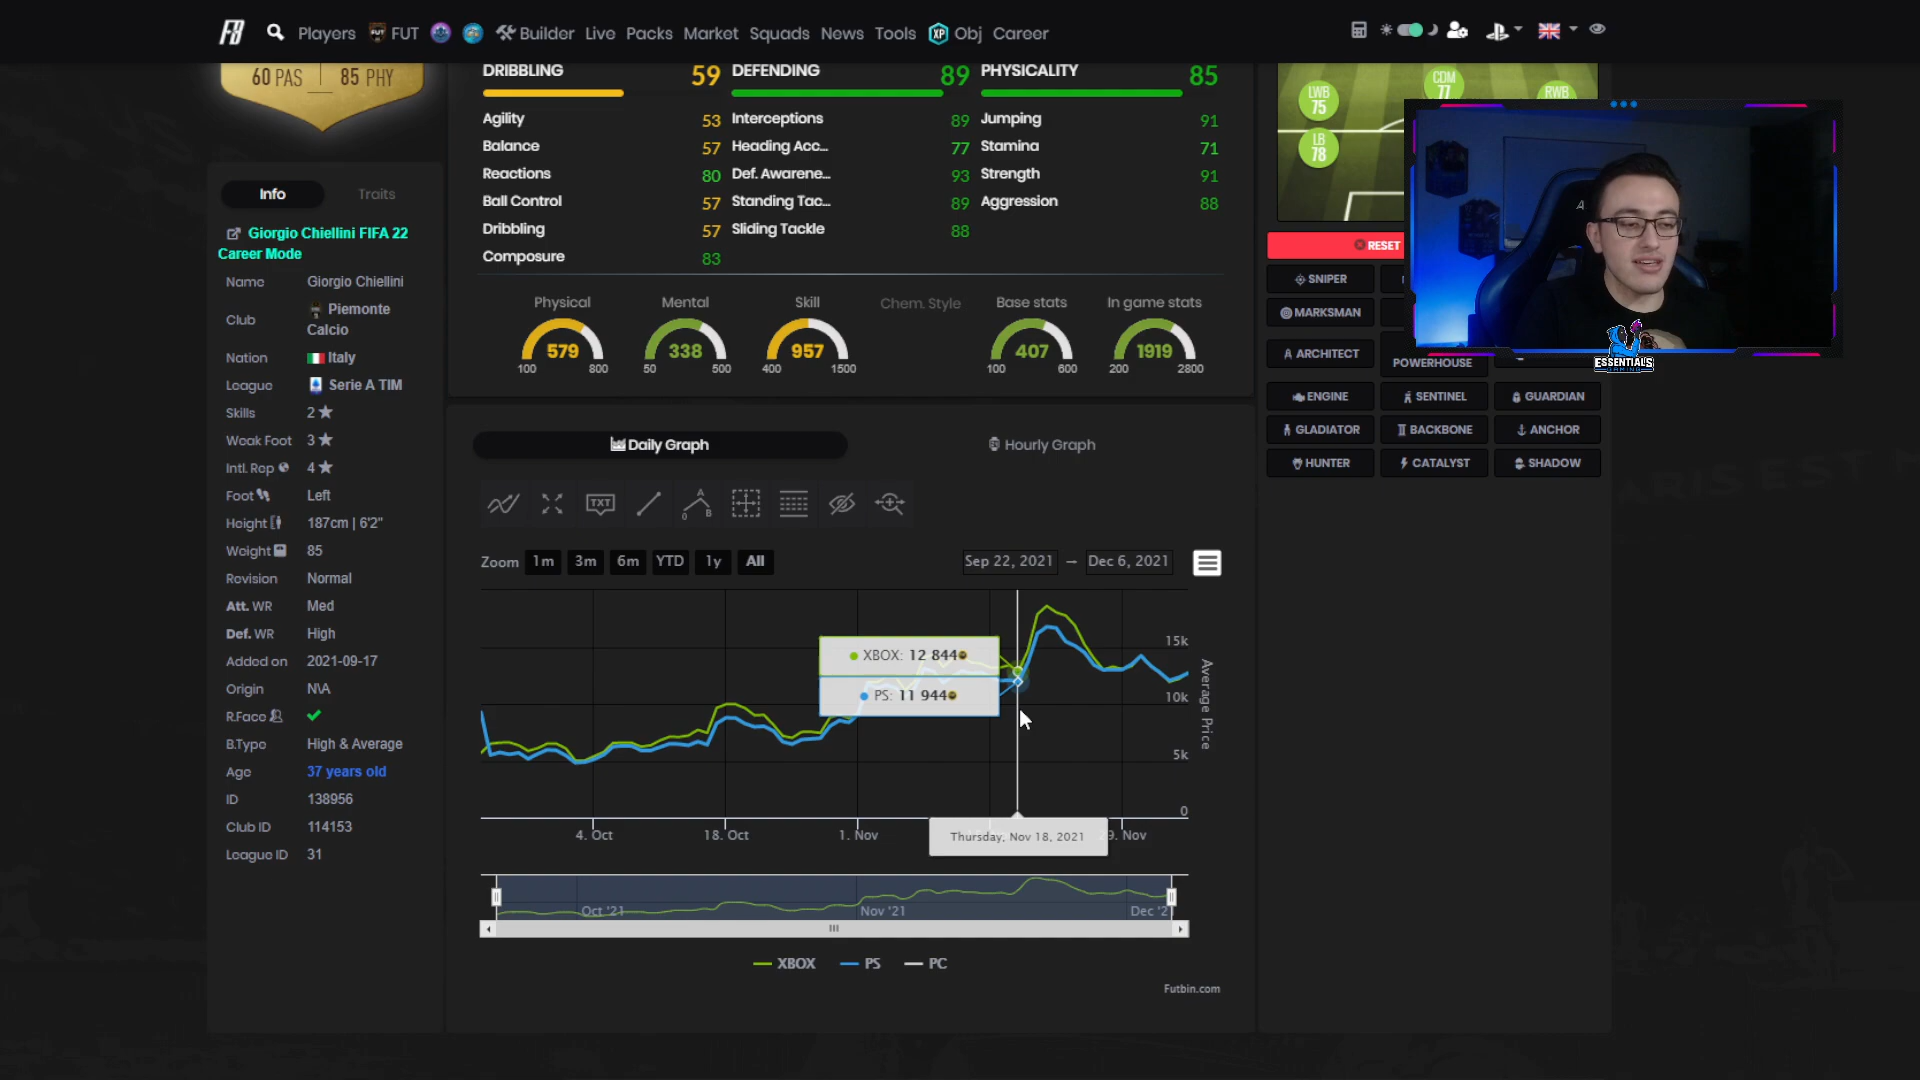 Players FUT Builder Live Packs Market Squads News Tools XP Obj Career
60 PAS 85 PHY
DRIBBLING 59 DEFENDING 89 PHYSICALITY 85
Agility 53 Interceptions 89 Jumping 91
Balance 57 Heading Acc... 77 Stamina 71
Reactions 80 Def. Awarene... 93 Strength 91
Ball Control 57 Standing Tac... 89 Aggression 88
Dribbling 57 Sliding Tackle 88
Composure 83
Physical Mental Skill Chem. Style Base stats In game stats
579 338 957 407 1919
100 800 50 500 400 1500 100 600 200 2800
Info Traits
Giorgio Chiellini FIFA 22
Career Mode
Name Giorgio Chiellini
Club Piemonte
Calcio
Nation Italy
League Serie A TIM
Skills 2★
Weak Foot 3★
Intl. Rep 4★
Foot Left
Height 187cm | 6'2"
Weight 85
Revision Normal
Att. WR Med
Def. WR High
Added on 2021-09-17
Origin N\A
R.Face
B.Type High & Average
Age 37 years old
ID 138956
Club ID 114153
League ID 31
Daily Graph Hourly Graph
TXT A 0 B
Zoom 1m 3m 6m YTD 1y All Sep 22, 2021 → Dec 6, 2021
XBOX: 12 844
PS: 11 944
15k
10k
5k
0
Average Price
4. Oct 18. Oct 1. Nov 9. Nov
Thursday, Nov 18, 2021
Oct '21 Nov '21 Dec '2
XBOX PS PC
Futbin.com
CDM
77
LWB
75
RWB
LB
78
RESET
SNIPER
MARKSMAN
ARCHITECT POWERHOUSE
ENGINE SENTINEL GUARDIAN
GLADIATOR BACKBONE ANCHOR
HUNTER CATALYST SHADOW
ESSENTIALS
GAMING